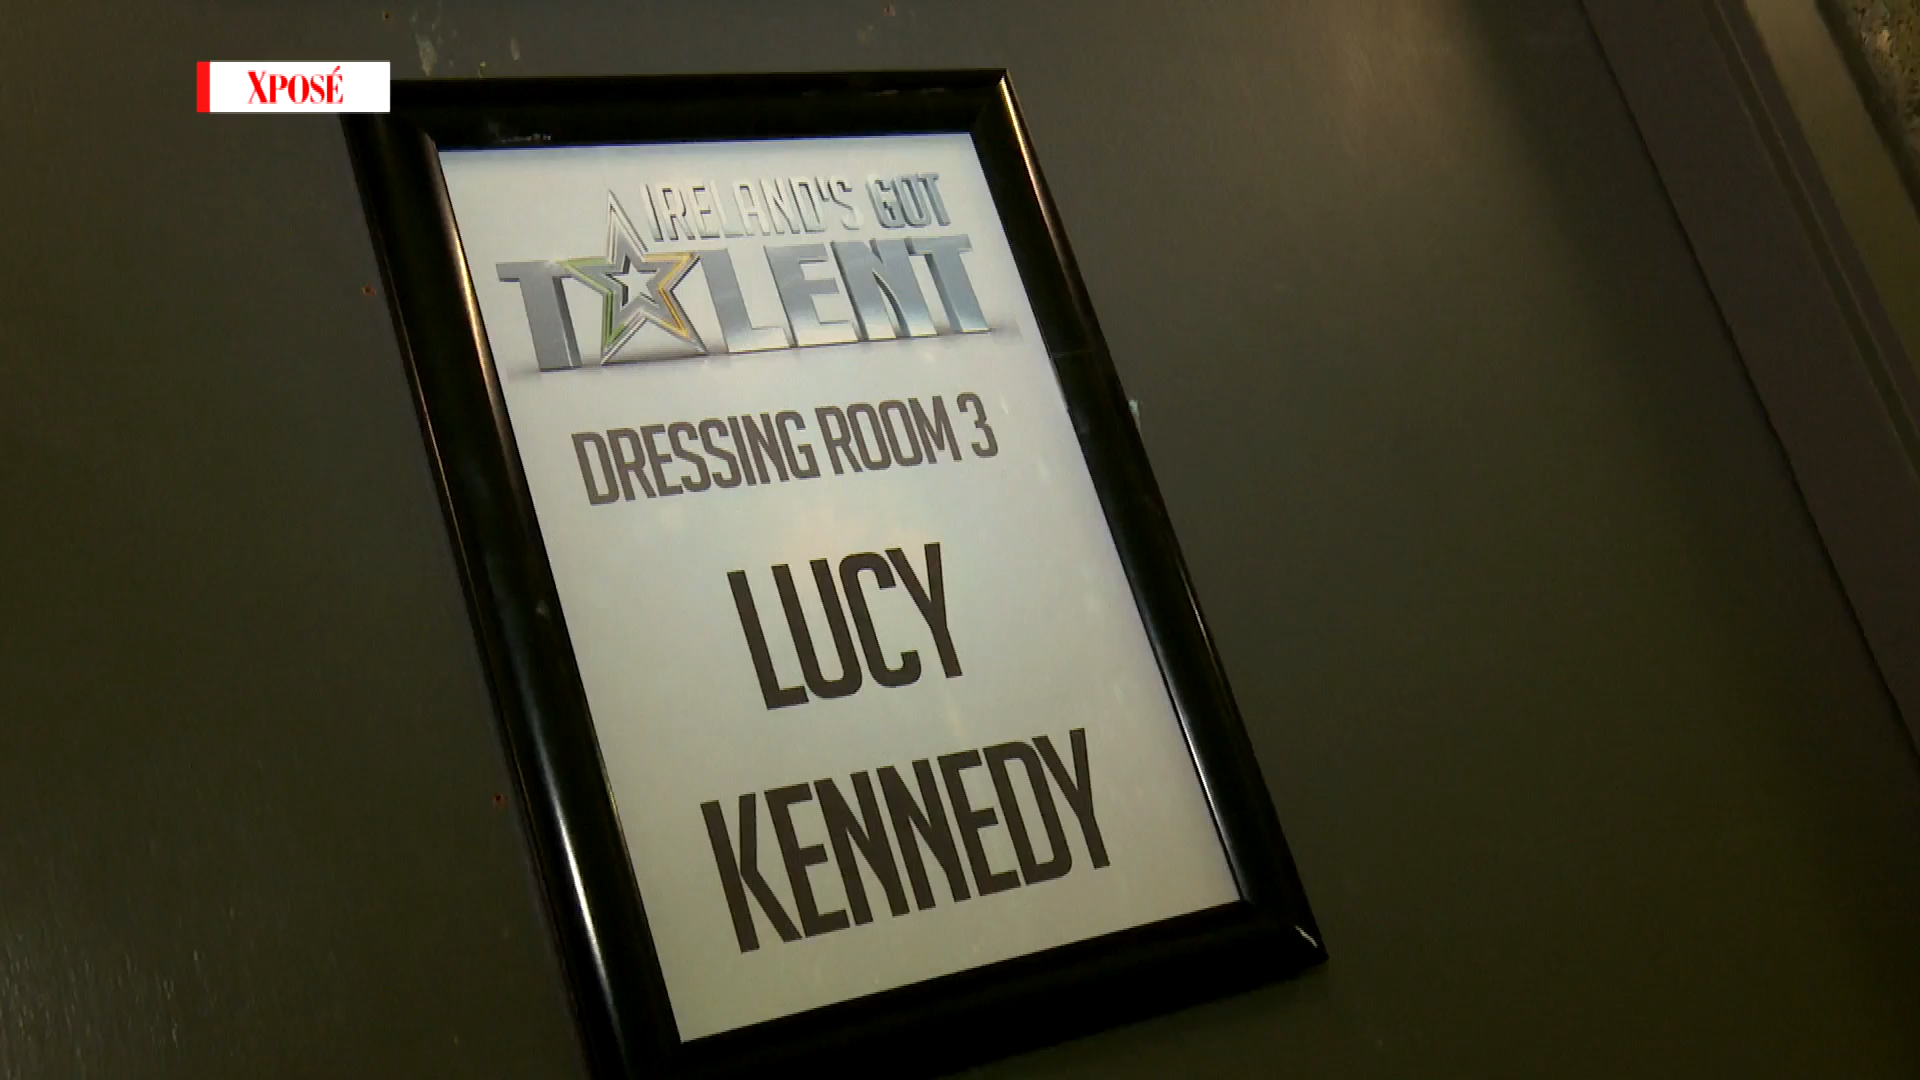 XPOSÉ
IRELAND'S GOT
TALENT
DRESSING ROOM 3
LUCY
KENNEDY